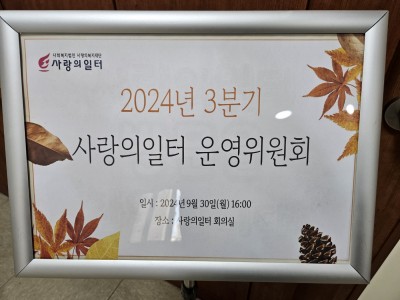 사회복지법인 사랑의복지재단
사랑의일터
2024년 3분기
사랑의일터 운영위원회
일시 : 2024년 9월 30일(월) 16:00
장소 : 사랑의일터 회의실